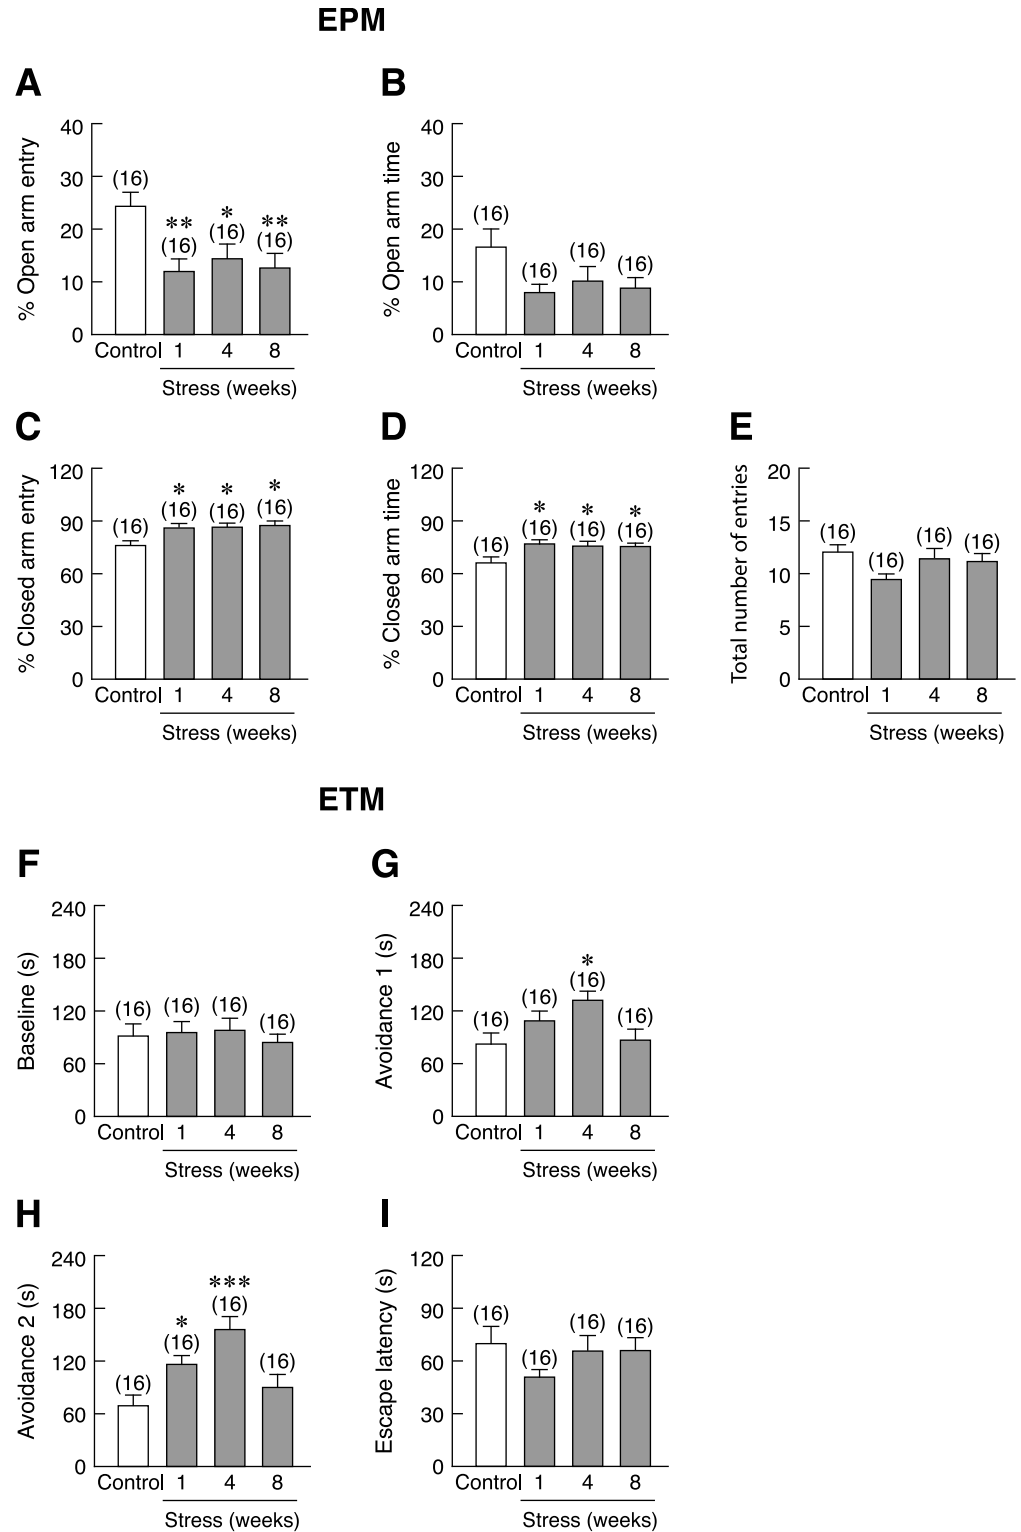 EPM
A
B
% Open arm entry
40
30
20
10
0
(16)
**
(16)
*
(16)
**
(16)
Control 1 4 8
Stress (weeks)
% Open arm time
40
30
20
10
0
(16)
(16)
(16)
(16)
Control 1 4 8
Stress (weeks)
C
D
E
% Closed arm entry
120
90
60
30
0
(16)
*
(16)
*
(16)
*
(16)
Control 1 4 8
Stress (weeks)
% Closed arm time
120
90
60
30
0
(16)
*
(16)
*
(16)
*
(16)
Control 1 4 8
Stress (weeks)
Total number of entries
20
15
10
5
0
(16)
(16)
(16)
(16)
Control 1 4 8
Stress (weeks)
ETM
F
G
Baseline (s)
240
180
120
60
0
(16)
(16)
(16)
(16)
Control 1 4 8
Stress (weeks)
Avoidance 1 (s)
240
180
120
60
0
(16)
(16)
*
(16)
(16)
Control 1 4 8
Stress (weeks)
H
I
Avoidance 2 (s)
240
180
120
60
0
(16)
*
(16)
***
(16)
(16)
Control 1 4 8
Stress (weeks)
Escape latency (s)
120
90
60
30
0
(16)
(16)
(16)
(16)
Control 1 4 8
Stress (weeks)